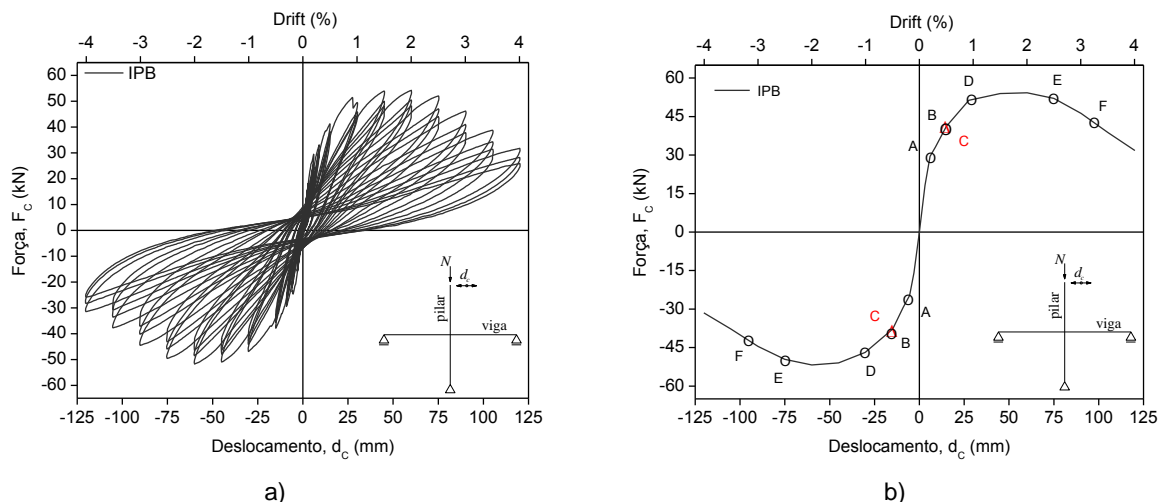 Drift (%)
-4 -3 -2 -1 0 1 2 3 4
IPB
60
50
40
30
20
10
0
-10
-20
-30
-40
-50
-60
Força, F_C (kN)
N
d_c
pilar
viga
-125 -100 -75 -50 -25 0 25 50 75 100 125
Deslocamento, d_C (mm)
a)
Drift (%)
-4 -3 -2 -1 0 1 2 3 4
IPB
60
45
30
15
0
-15
-30
-45
-60
Força, F_C (kN)
D
E
B
F
C
A
C
A
B
F
D
E
N
d_c
pilar
viga
-125 -100 -75 -50 -25 0 25 50 75 100 125
Deslocamento, d_C (mm)
b)